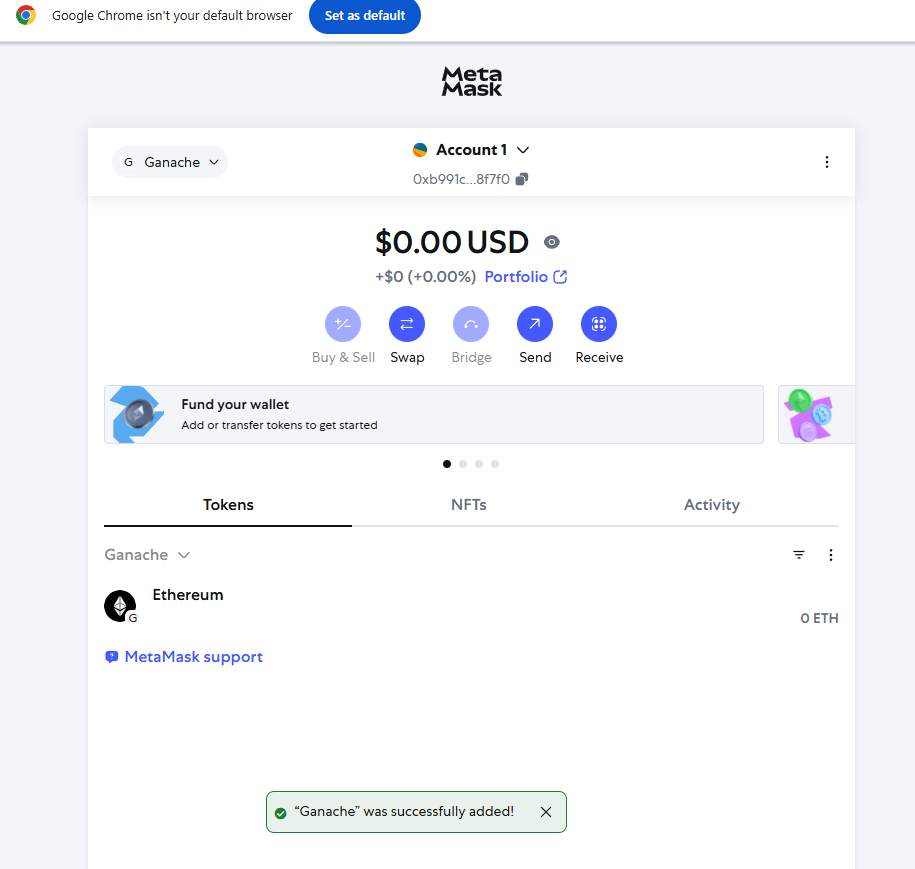 Google Chrome isn't your default browser
Set as default
Meta
Mask
G Ganache
Account 1
0xb991c...8f7f0
$0.00 USD
+$0 (+0.00%) Portfolio
Buy & Sell Swap Bridge Send Receive
Fund your wallet
Add or transfer tokens to get started
Tokens NFTs Activity
Ganache
Ethereum
G
0 ETH
MetaMask support
“Ganache” was successfully added!